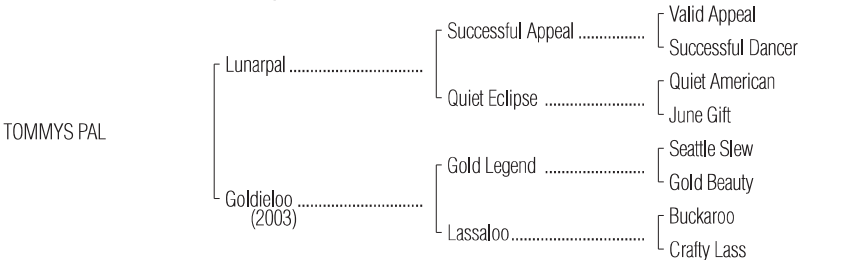 Valid Appeal
Successful Appeal ..................
Successful Dancer
Lunarpal .....................................
Quiet American
Quiet Eclipse ...........................
June Gift
TOMMYS PAL
Seattle Slew
Gold Legend ...........................
Gold Beauty
Goldieloo ..................................
(2003)
Buckaroo
Lassaloo....................................
Crafty Lass